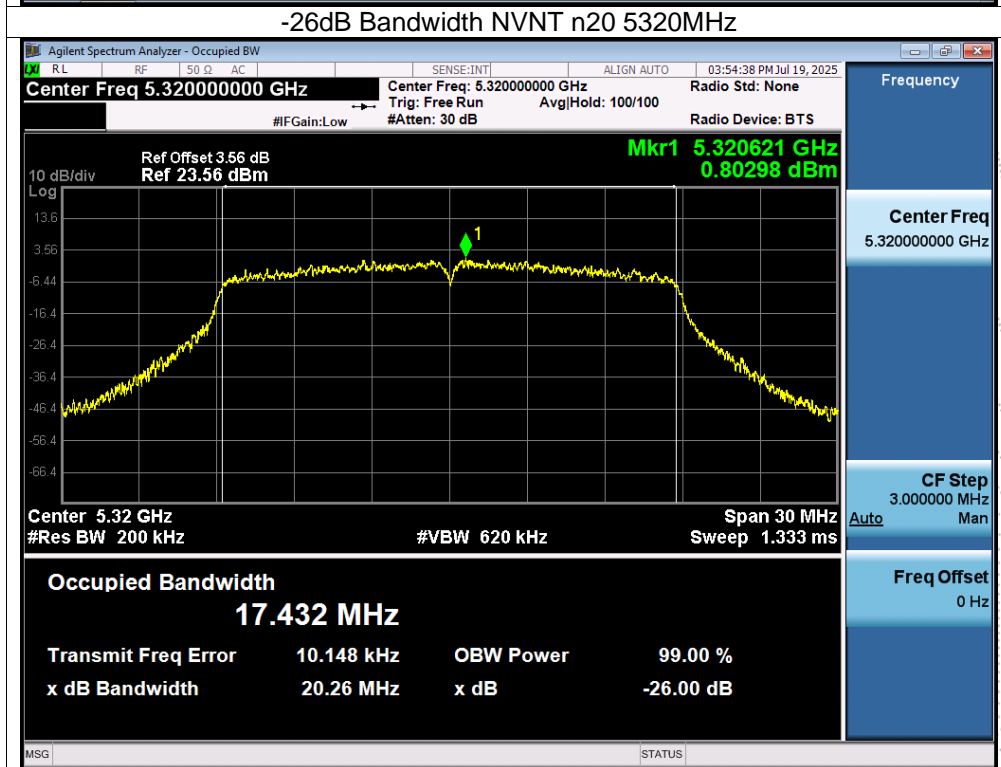 -26dB Bandwidth NVNT n20 5320MHz
Agilent Spectrum Analyzer - Occupied BW
LXI RL RF 50 Ω AC SENSE:INT ALIGN AUTO 03:54:38 PM Jul 19, 2025
Center Freq 5.320000000 GHz
Center Freq: 5.320000000 GHz Radio Std: None
Trig: Free Run Avg|Hold: 100/100
#IFGain:Low #Atten: 30 dB Radio Device: BTS
Frequency
Mkr1 5.320621 GHz
0.80298 dBm
Ref Offset 3.56 dB
10 dB/div Ref 23.56 dBm
Log
13.6
3.56
-6.44
-16.4
-26.4
-36.4
-46.4
-56.4
-66.4
1
Center 5.32 GHz Span 30 MHz
#Res BW 200 kHz #VBW 620 kHz Sweep 1.333 ms
Center Freq
5.320000000 GHz
CF Step
3.000000 MHz
Auto Man
Freq Offset
0 Hz
Occupied Bandwidth
17.432 MHz
Transmit Freq Error 10.148 kHz OBW Power 99.00 %
x dB Bandwidth 20.26 MHz x dB -26.00 dB
MSG STATUS